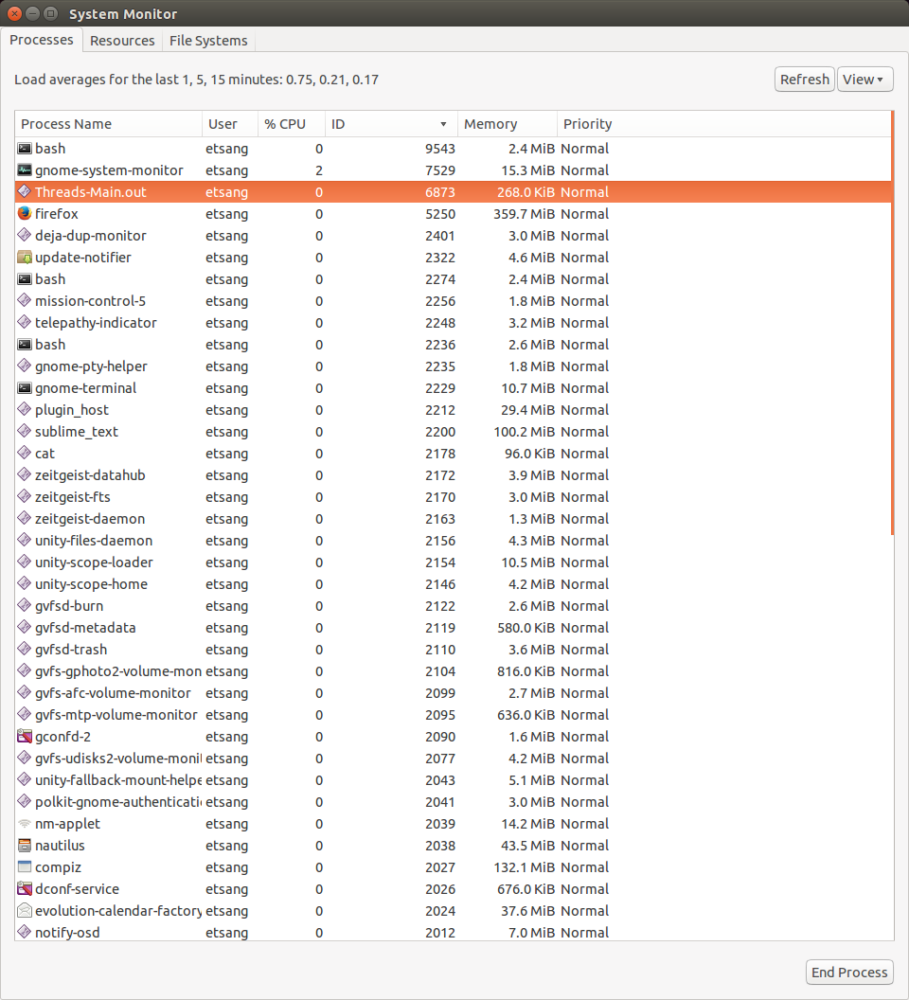 System Monitor
Processes Resources File Systems
Load averages for the last 1, 5, 15 minutes: 0.75, 0.21, 0.17 Refresh View
Process Name User % CPU ID Memory Priority
bash etsang 0 9543 2.4 MiB Normal
gnome-system-monitor etsang 2 7529 15.3 MiB Normal
Threads-Main.out etsang 0 6873 268.0 KiB Normal
firefox etsang 0 5250 359.7 MiB Normal
deja-dup-monitor etsang 0 2401 3.0 MiB Normal
update-notifier etsang 0 2322 4.6 MiB Normal
bash etsang 0 2274 2.4 MiB Normal
mission-control-5 etsang 0 2256 1.8 MiB Normal
telepathy-indicator etsang 0 2248 3.2 MiB Normal
bash etsang 0 2236 2.6 MiB Normal
gnome-pty-helper etsang 0 2235 1.8 MiB Normal
gnome-terminal etsang 0 2229 10.7 MiB Normal
plugin_host etsang 0 2212 29.4 MiB Normal
sublime_text etsang 0 2200 100.2 MiB Normal
cat etsang 0 2178 96.0 KiB Normal
zeitgeist-datahub etsang 0 2172 3.9 MiB Normal
zeitgeist-fts etsang 0 2170 3.0 MiB Normal
zeitgeist-daemon etsang 0 2163 1.3 MiB Normal
unity-files-daemon etsang 0 2156 4.3 MiB Normal
unity-scope-loader etsang 0 2154 10.5 MiB Normal
unity-scope-home etsang 0 2146 4.2 MiB Normal
gvfsd-burn etsang 0 2122 2.6 MiB Normal
gvfsd-metadata etsang 0 2119 580.0 KiB Normal
gvfsd-trash etsang 0 2110 3.6 MiB Normal
gvfs-gphoto2-volume-mon etsang 0 2104 816.0 KiB Normal
gvfs-afc-volume-monitor etsang 0 2099 2.7 MiB Normal
gvfs-mtp-volume-monitor etsang 0 2095 636.0 KiB Normal
gconfd-2 etsang 0 2090 1.6 MiB Normal
gvfs-udisks2-volume-moni etsang 0 2077 4.2 MiB Normal
unity-fallback-mount-helpe etsang 0 2043 5.1 MiB Normal
polkit-gnome-authenticati etsang 0 2041 3.0 MiB Normal
nm-applet etsang 0 2039 14.2 MiB Normal
nautilus etsang 0 2038 43.5 MiB Normal
compiz etsang 0 2027 132.1 MiB Normal
dconf-service etsang 0 2026 676.0 KiB Normal
evolution-calendar-factory etsang 0 2024 37.6 MiB Normal
notify-osd etsang 0 2012 7.0 MiB Normal
End Process